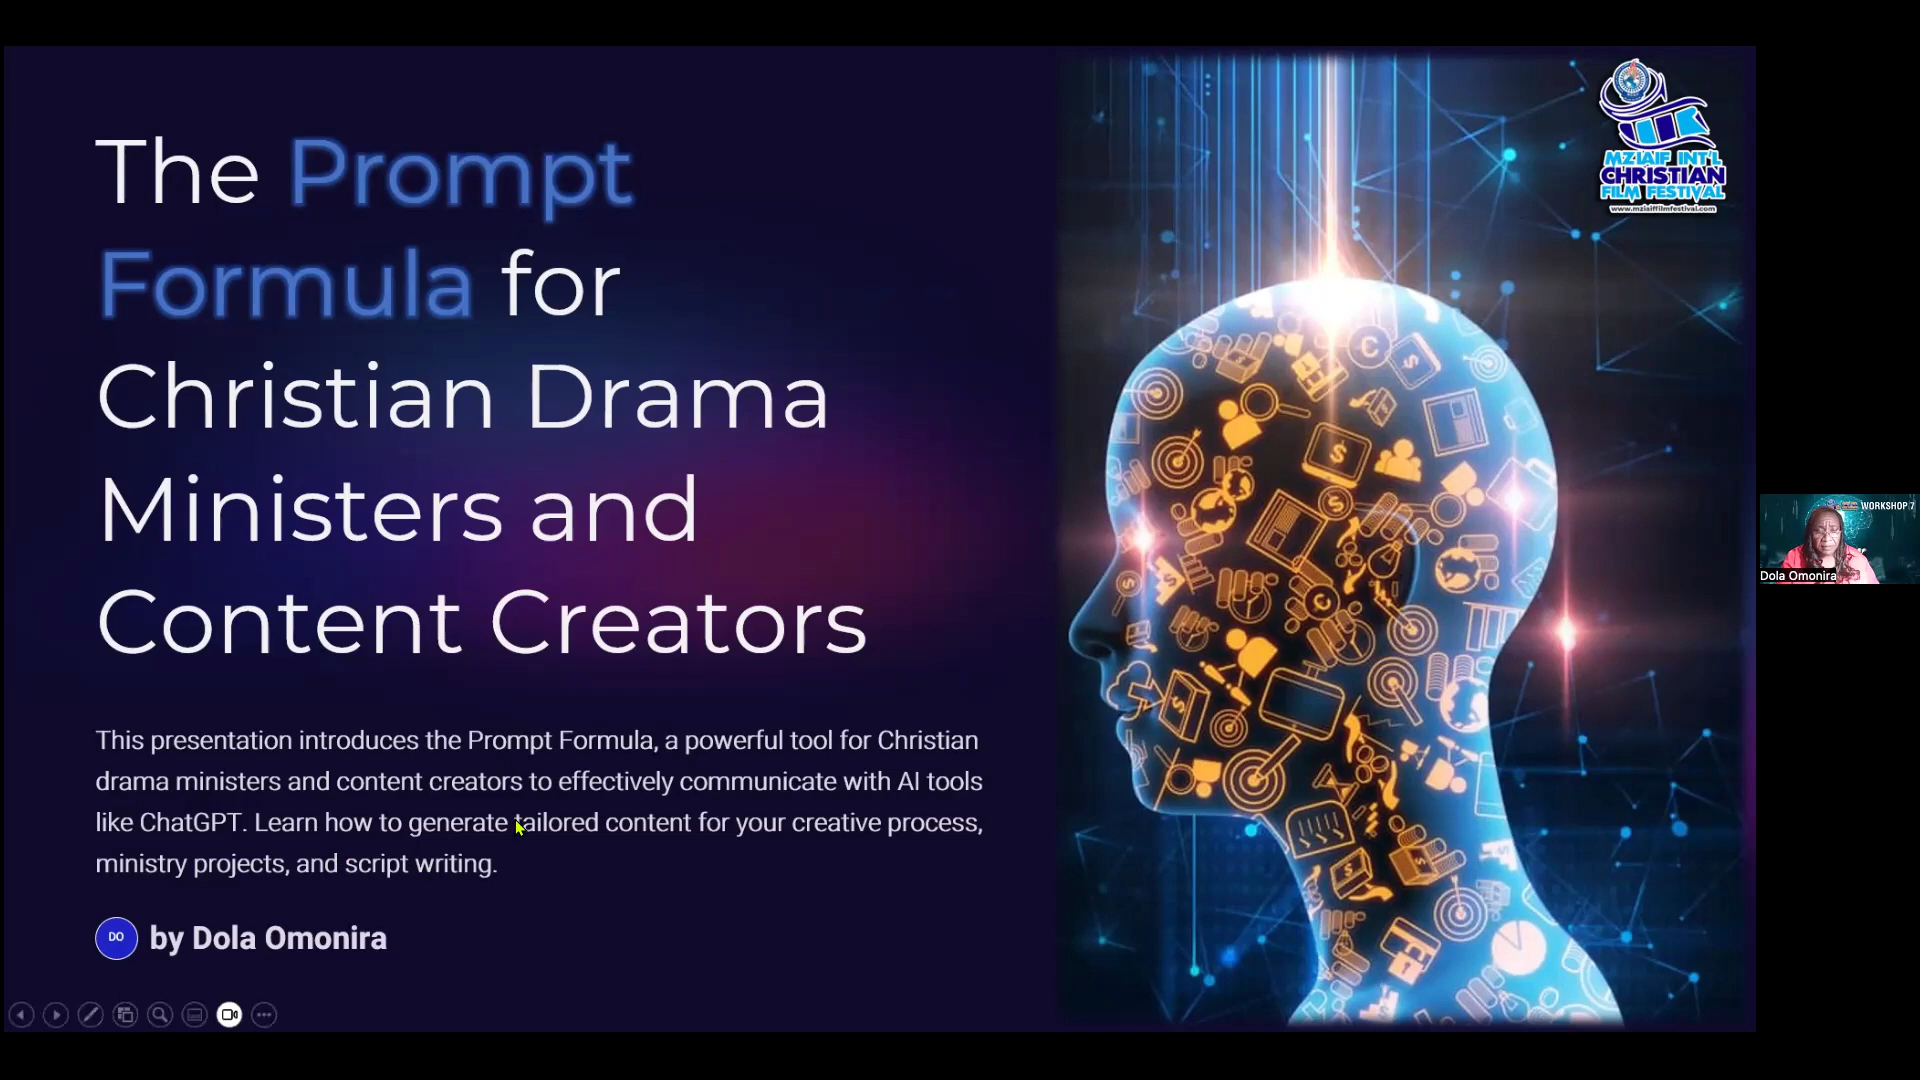 The Prompt
Formula for
Christian Drama
Ministers and
Content Creators
This presentation introduces the Prompt Formula, a powerful tool for Christian
drama ministers and content creators to effectively communicate with AI tools
like ChatGPT. Learn how to generate tailored content for your creative process,
ministry projects, and script writing.
DO
by Dola Omonira
MZIAIF INT'L
CHRISTIAN
FILM FESTIVAL
www.mziaiffilmfestival.com
WORKSHOP 7
Dola Omonira